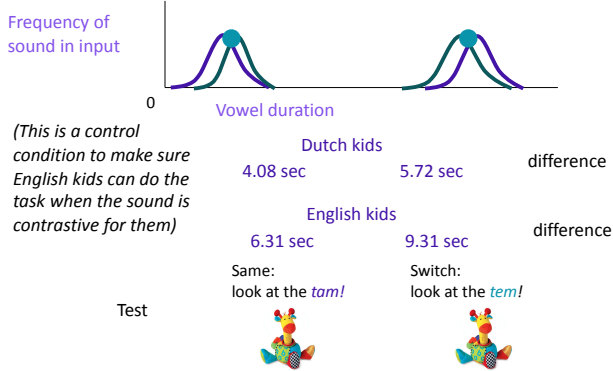 Frequency of
sound in input
0
Vowel duration
(This is a control
condition to make sure
English kids can do the
task when the sound is
contrastive for them)
Dutch kids
4.08 sec 5.72 sec difference
English kids
6.31 sec 9.31 sec difference
Same: Switch:
look at the tam! look at the tem!
Test